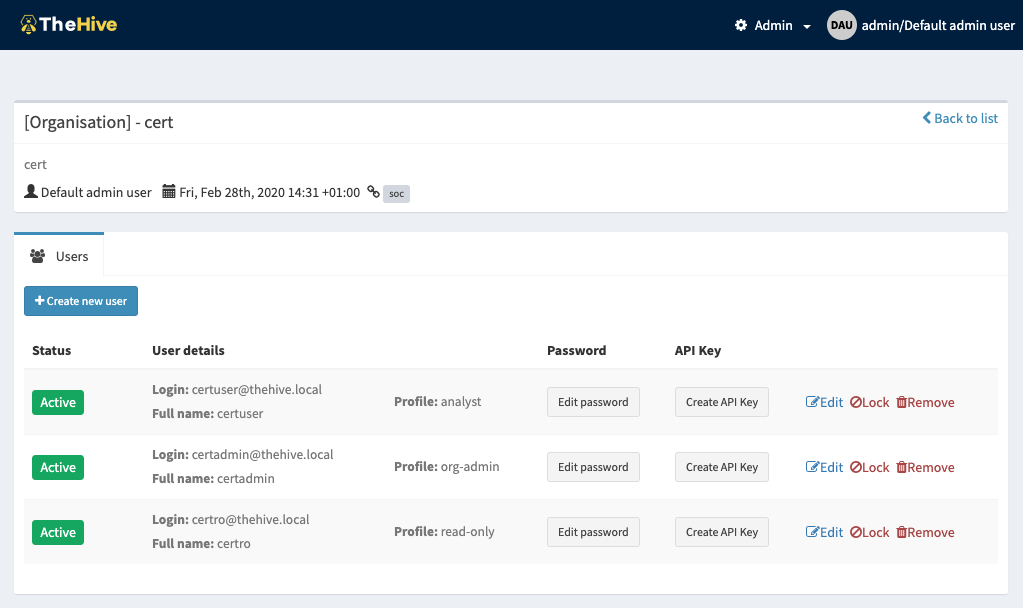 TheHive Admin DAU admin/Default admin user
[Organisation] - cert Back to list
cert
Default admin user Fri, Feb 28th, 2020 14:31 +01:00 soc
Users
Create new user
Status User details Password API Key
Active Login: certuser@thehive.local Profile: analyst Edit password Create API Key Edit Lock Remove
Full name: certuser
Active Login: certadmin@thehive.local Profile: org-admin Edit password Create API Key Edit Lock Remove
Full name: certadmin
Active Login: certro@thehive.local Profile: read-only Edit password Create API Key Edit Lock Remove
Full name: certro